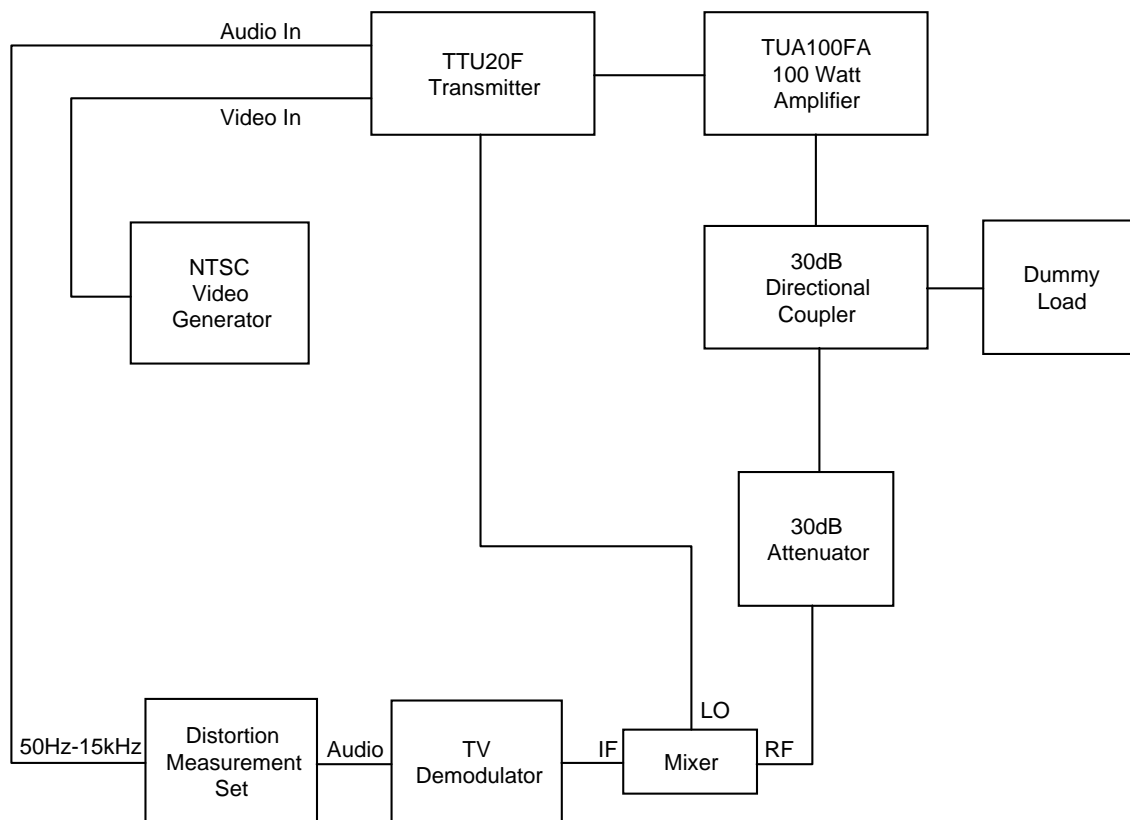 Audio In
TTU20F
Transmitter
TUA100FA
100 Watt
Amplifier
Video In
NTSC
Video
Generator
30dB
Directional
Coupler
Dummy
Load
30dB
Attenuator
LO
50Hz-15kHz
Distortion
Measurement
Set
Audio
TV
Demodulator
IF
Mixer
RF